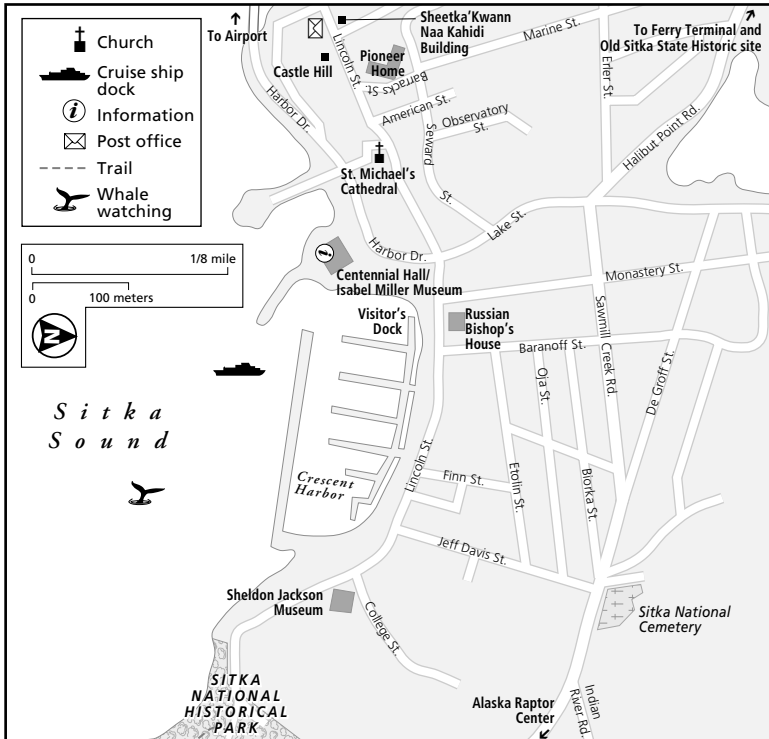 Church
Cruise ship
dock
i
Information
Post office
Trail
Whale
watching
0
1/8 mile
0
100 meters
N
To Airport
Sheetka'Kwann
Naa Kahidi
Building
To Ferry Terminal and
Old Sitka State Historic site
Castle Hill
Pioneer
Home
Lincoln St.
Barracks St.
Marine St.
Erler St.
American St.
Observatory
St.
Harbor Dr.
Seward
St.
Halibut Point Rd.
St. Michael's
Cathedral
Lake St.
Harbor Dr.
i
Centennial Hall/
Isabel Miller Museum
Monastery St.
Visitor's
Dock
Russian
Bishop's
House
Sawmill Creek Rd.
Baranoff St.
Oja St.
De Groff St.
Sitka
Sound
Crescent
Harbor
Lincoln St.
Finn St.
Etolin St.
Biorka St.
Jeff Davis St.
Sheldon Jackson
Museum
College St.
Sitka National
Cemetery
SITKA
NATIONAL
HISTORICAL
PARK
Alaska Raptor
Center
Indian
River Rd.